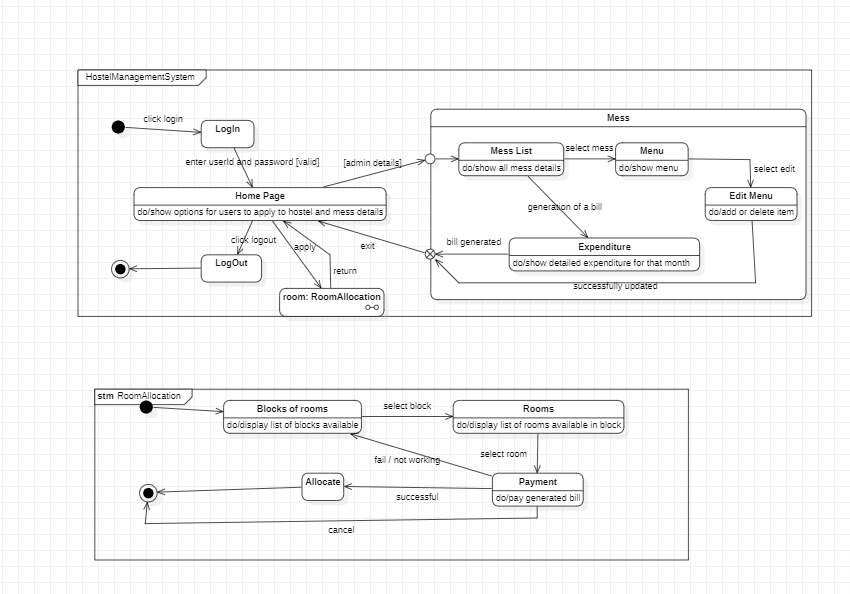 HostelManagementSystem
Mess
click login
LogIn
Mess List
select mess
Menu
enter userId and password [valid]
[admin details]
do/show all mess details
do/show menu
select edit
Home Page
Edit Menu
do/show options for users to apply to hostel and mess details
generation of a bill
do/add or delete item
click logout
apply
exit
bill generated
Expenditure
LogOut
return
do/show detailed expenditure for that month
successfully updated
room: RoomAllocation
stm RoomAllocation
Blocks of rooms
select block
Rooms
do/display list of blocks available
do/display list of rooms available in block
fail / not working
select room
Allocate
Payment
successful
do/pay generated bill
cancel